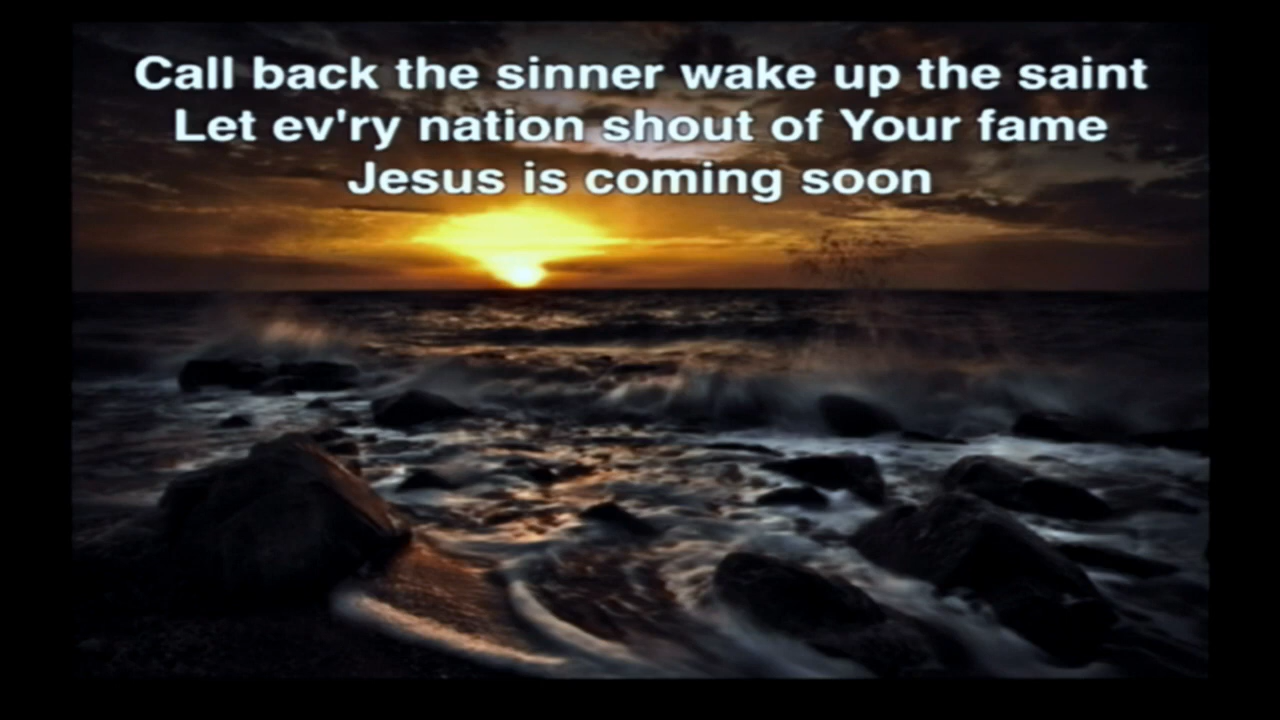 Call back the sinner wake up the saint
Let ev'ry nation shout of Your fame
Jesus is coming soon